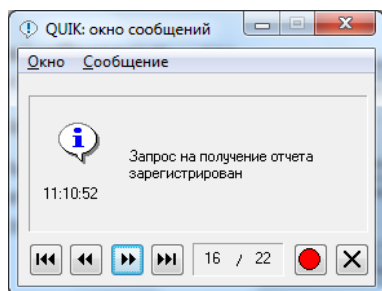 QUIK: окно сообщений
Окно Сообщение
Запрос на получение отчета
зарегистрирован
11:10:52
16 / 22